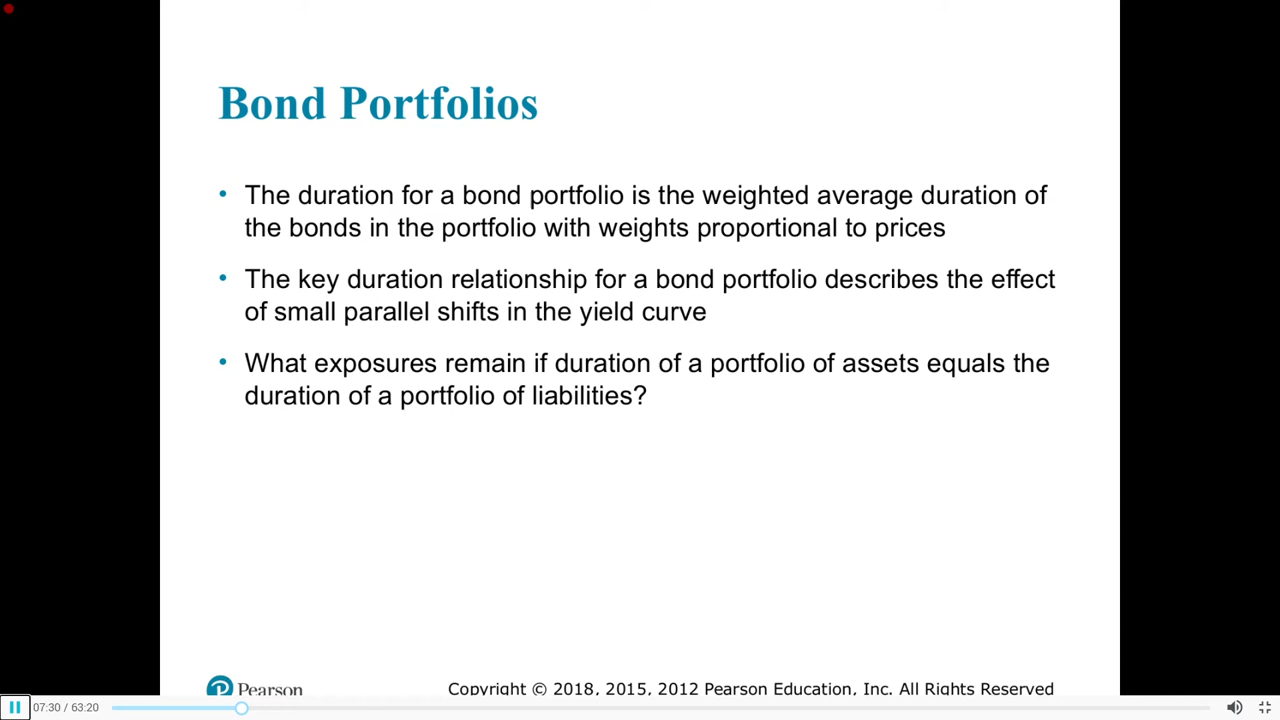 Bond Portfolios
• The duration for a bond portfolio is the weighted average duration of
the bonds in the portfolio with weights proportional to prices
• The key duration relationship for a bond portfolio describes the effect
of small parallel shifts in the yield curve
• What exposures remain if duration of a portfolio of assets equals the
duration of a portfolio of liabilities?
Pearson
Copyright © 2018, 2015, 2012 Pearson Education, Inc. All Rights Reserved
07:30 / 63:20